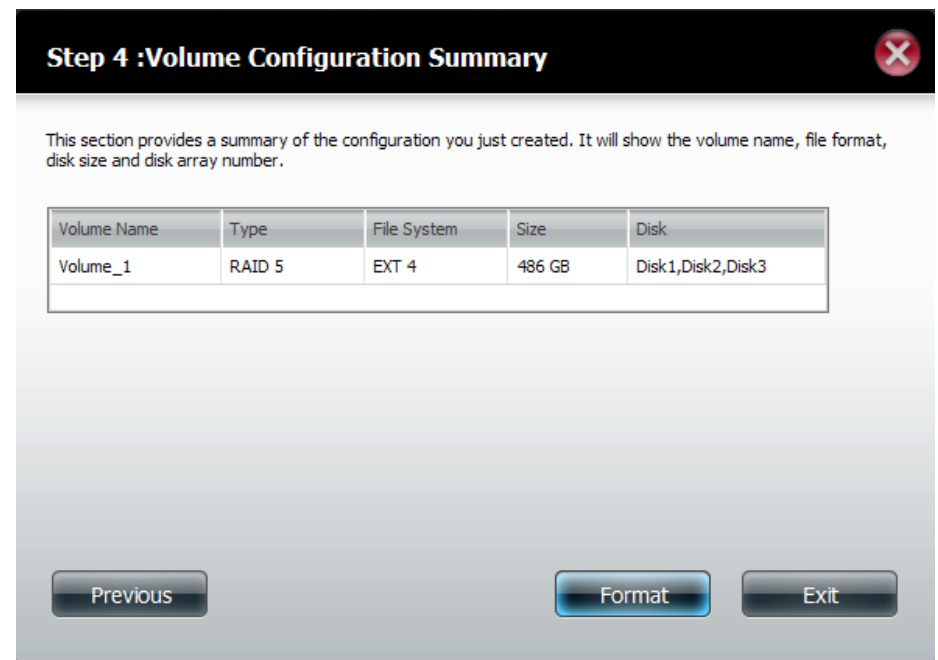 Step 4 :Volume Configuration Summary
This section provides a summary of the configuration you just created. It will show the volume name, file format,
disk size and disk array number.
Volume Name Type File System Size Disk
Volume_1 RAID 5 EXT 4 486 GB Disk1,Disk2,Disk3
Previous Format Exit